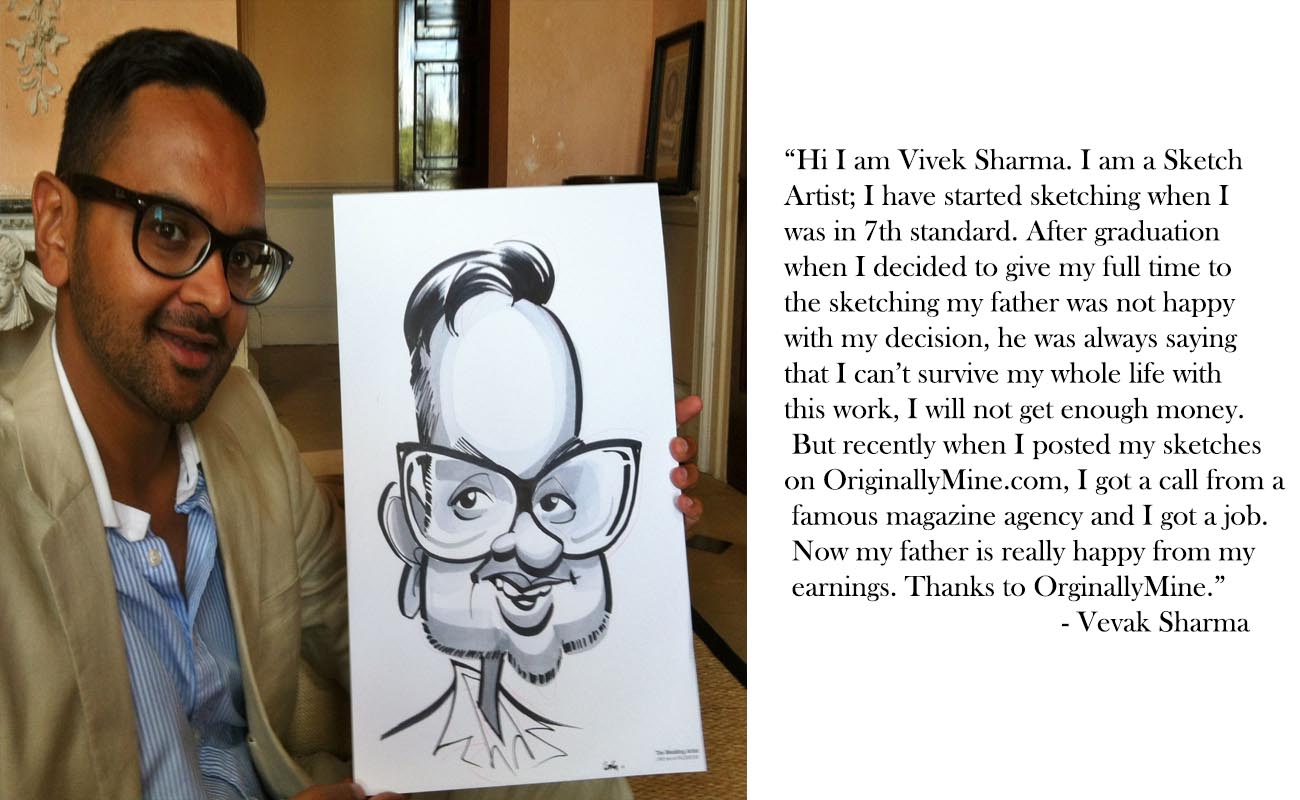 “Hi I am Vivek Sharma. I am a Sketch
Artist; I have started sketching when I
was in 7th standard. After graduation
when I decided to give my full time to
the sketching my father was not happy
with my decision, he was always saying
that I can’t survive my whole life with
this work, I will not get enough money.
But recently when I posted my sketches
on OriginallyMine.com, I got a call from a
famous magazine agency and I got a job.
Now my father is really happy from my
earnings. Thanks to OrginallyMine.”
- Vevak Sharma
The Wedding Artist